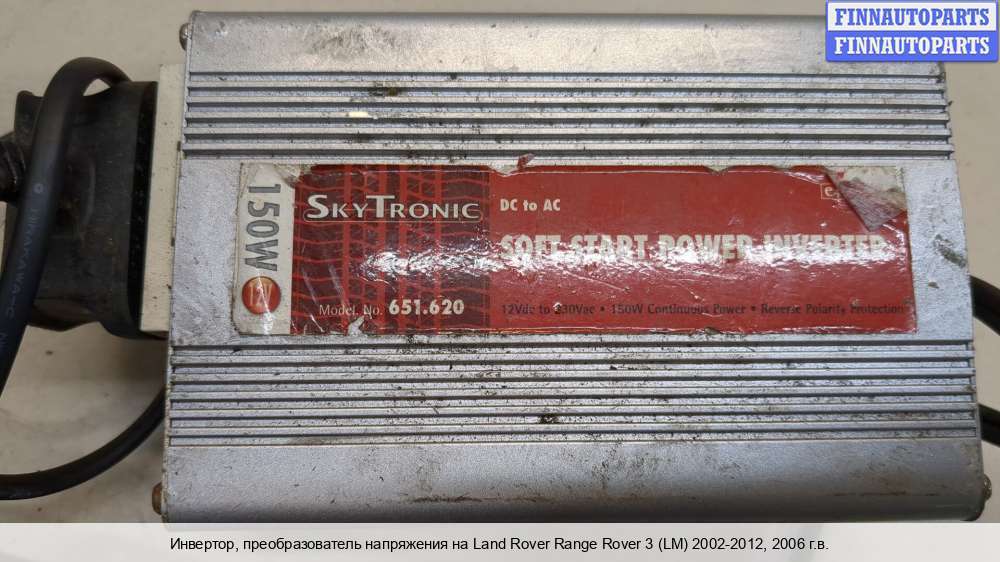 FINNAUTOPARTS
FINNAUTOPARTS
150W
SKYTRONIC
DC to AC
SOFT START POWER INVERTER
Model. No. 651.620
12Vdc to 230Vac • 150W Continuous Power • Reverse Polarity Protection
Инвертор, преобразователь напряжения на Land Rover Range Rover 3 (LM) 2002-2012, 2006 г.в.